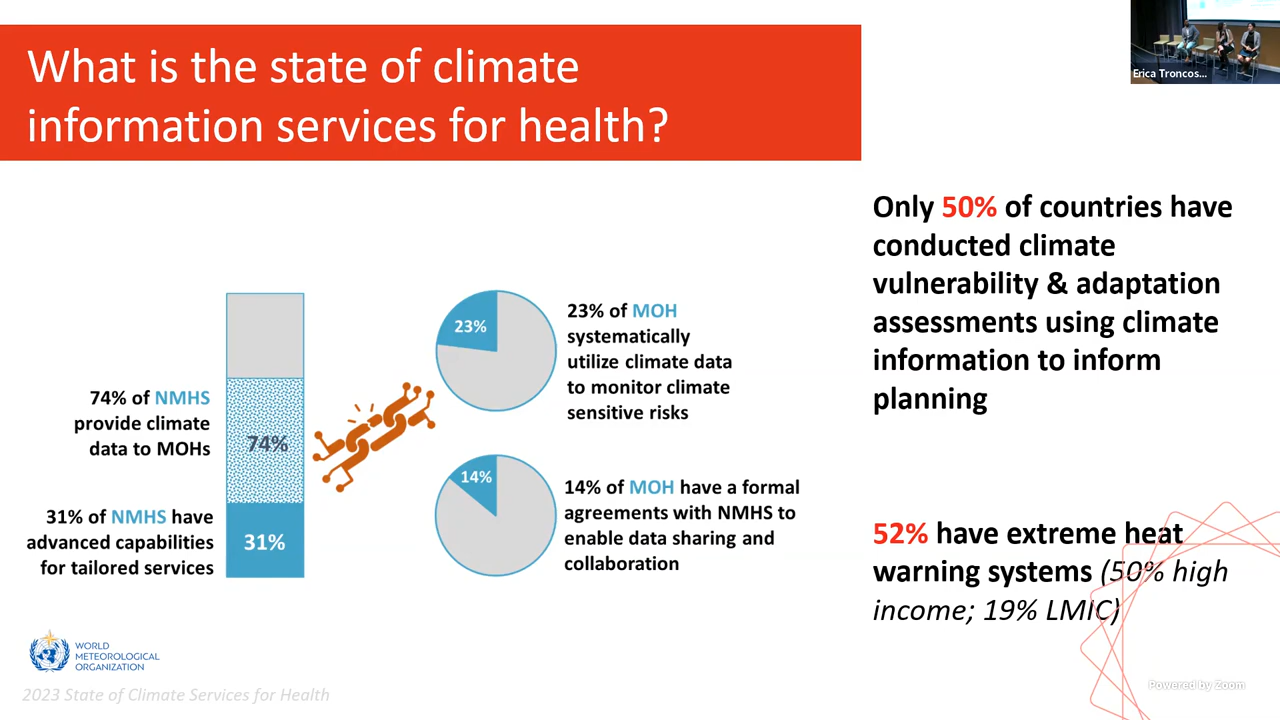 What is the state of climate
information services for health?
Erica Troncos...
Only 50% of countries have
conducted climate
vulnerability & adaptation
assessments using climate
information to inform
planning
52% have extreme heat
warning systems (50% high
income; 19% LMIC)
74% of NMHS
provide climate
data to MOHs
31% of NMHS have
advanced capabilities
for tailored services
74%
31%
23%
23% of MOH
systematically
utilize climate data
to monitor climate
sensitive risks
14%
14% of MOH have a formal
agreements with NMHS to
enable data sharing and
collaboration
WORLD
METEOROLOGICAL
ORGANIZATION
2023 State of Climate Services for Health
Powered by Zoom